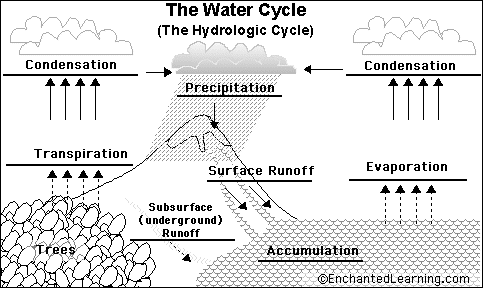 The Water Cycle
(The Hydrologic Cycle)
Condensation
Condensation
Precipitation
Transpiration
Surface Runoff
Evaporation
Subsurface
(underground)
Runoff
Trees
Accumulation
©EnchantedLearning.com